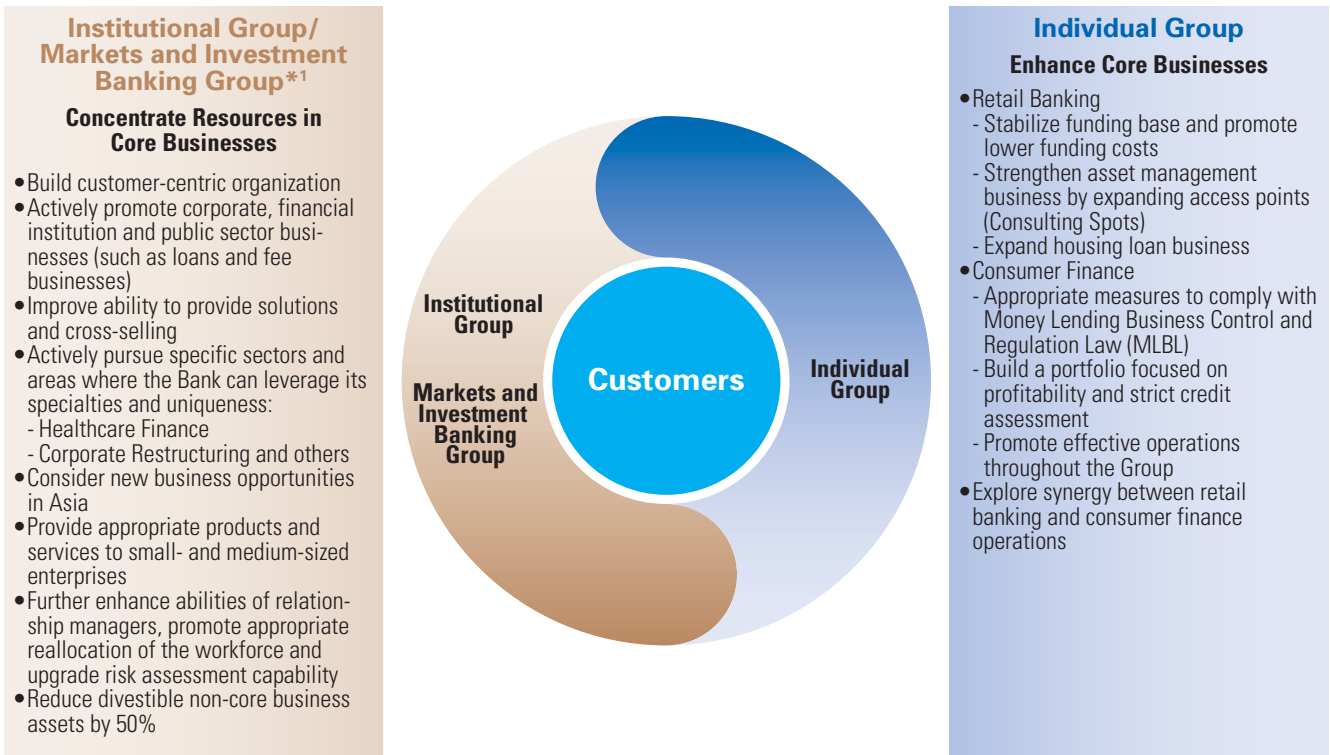 Institutional Group/
Markets and Investment
Banking Group*1
Concentrate Resources in
Core Businesses
•Build customer-centric organization
•Actively promote corporate, financial
institution and public sector busi-
nesses (such as loans and fee
businesses)
•Improve ability to provide solutions
and cross-selling
•Actively pursue specific sectors and
areas where the Bank can leverage its
specialties and uniqueness:
- Healthcare Finance
- Corporate Restructuring and others
•Consider new business opportunities
in Asia
•Provide appropriate products and
services to small- and medium-sized
enterprises
•Further enhance abilities of relation-
ship managers, promote appropriate
reallocation of the workforce and
upgrade risk assessment capability
•Reduce divestible non-core business
assets by 50%
Institutional
Group
Markets and
Investment
Banking
Group
Customers
Individual
Group
Individual Group
Enhance Core Businesses
•Retail Banking
- Stabilize funding base and promote
lower funding costs
- Strengthen asset management
business by expanding access points
(Consulting Spots)
- Expand housing loan business
•Consumer Finance
- Appropriate measures to comply with
Money Lending Business Control and
Regulation Law (MLBL)
- Build a portfolio focused on
profitability and strict credit
assessment
- Promote effective operations
throughout the Group
•Explore synergy between retail
banking and consumer finance
operations